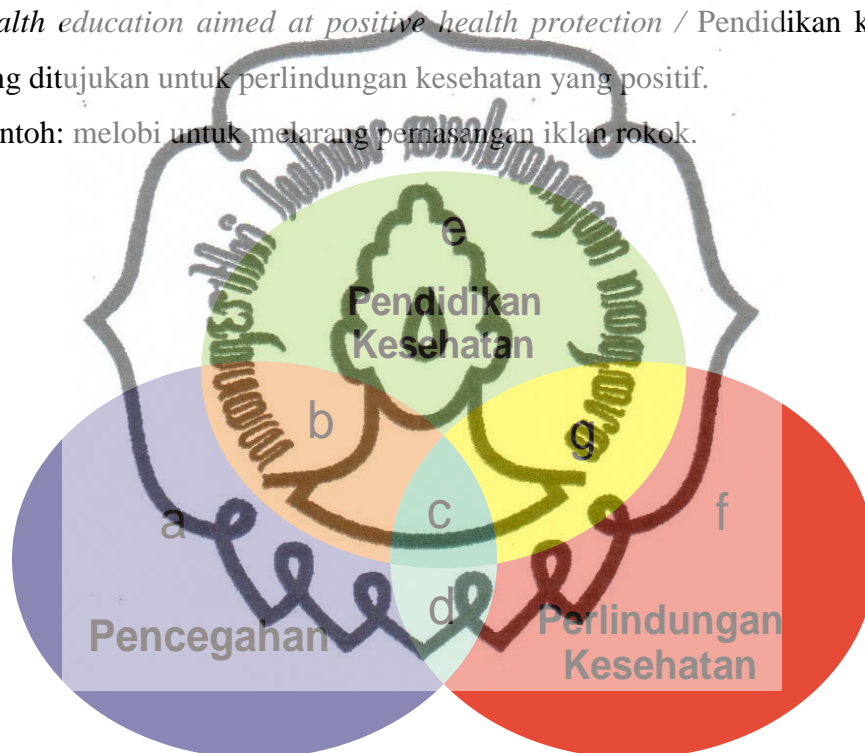 alth education aimed at positive health protection / Pendidikan k
ng ditujukan untuk perlindungan kesehatan yang positif.
ntoh: melobi untuk melarang pemasangan iklan rokok.
e
Pendidikan
Kesehatan
b
g
c
a
f
d
Pencegahan
Perlindungan
Kesehatan